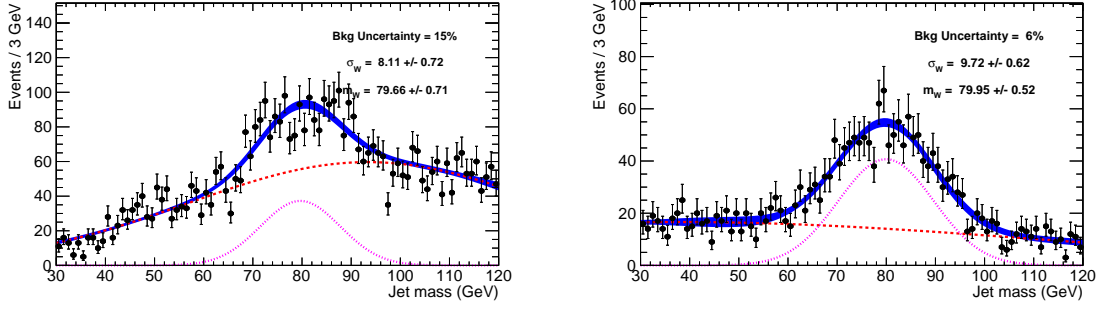 Events / 3 GeV
140
120
100
80
60
40
20
0
Bkg Uncertainty = 15%
σW = 8.11 +/- 0.72
mW = 79.66 +/- 0.71
30 40 50 60 70 80 90 100 110 120
Jet mass (GeV)
Events / 3 GeV
100
80
60
40
20
0
Bkg Uncertainty = 6%
σW = 9.72 +/- 0.62
mW = 79.95 +/- 0.52
30 40 50 60 70 80 90 100 110 120
Jet mass (GeV)